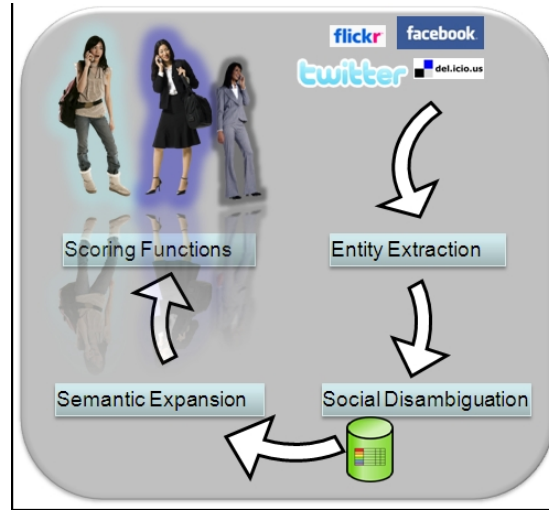 flickr
facebook
twitter
del.icio.us
Scoring Functions
Entity Extraction
Semantic Expansion
Social Disambiguation